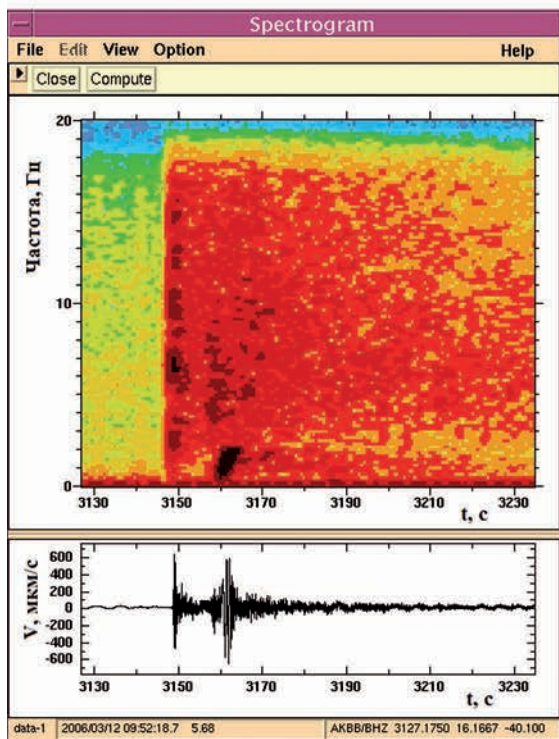 Spectrogram
File Edit View Option Help
Close Compute
20
Частота, Гц
10
0
3130 3150 3170 3190 3210 3230
t, c
600
400
200
0
-200
-400
-600
V, мкм/с
3130 3150 3170 3190 3210 3230
t, c
data-1 2006/03/12 09:52:18.7 5.68 AKBB/BHZ 3127.1750 16.1667 -40.100